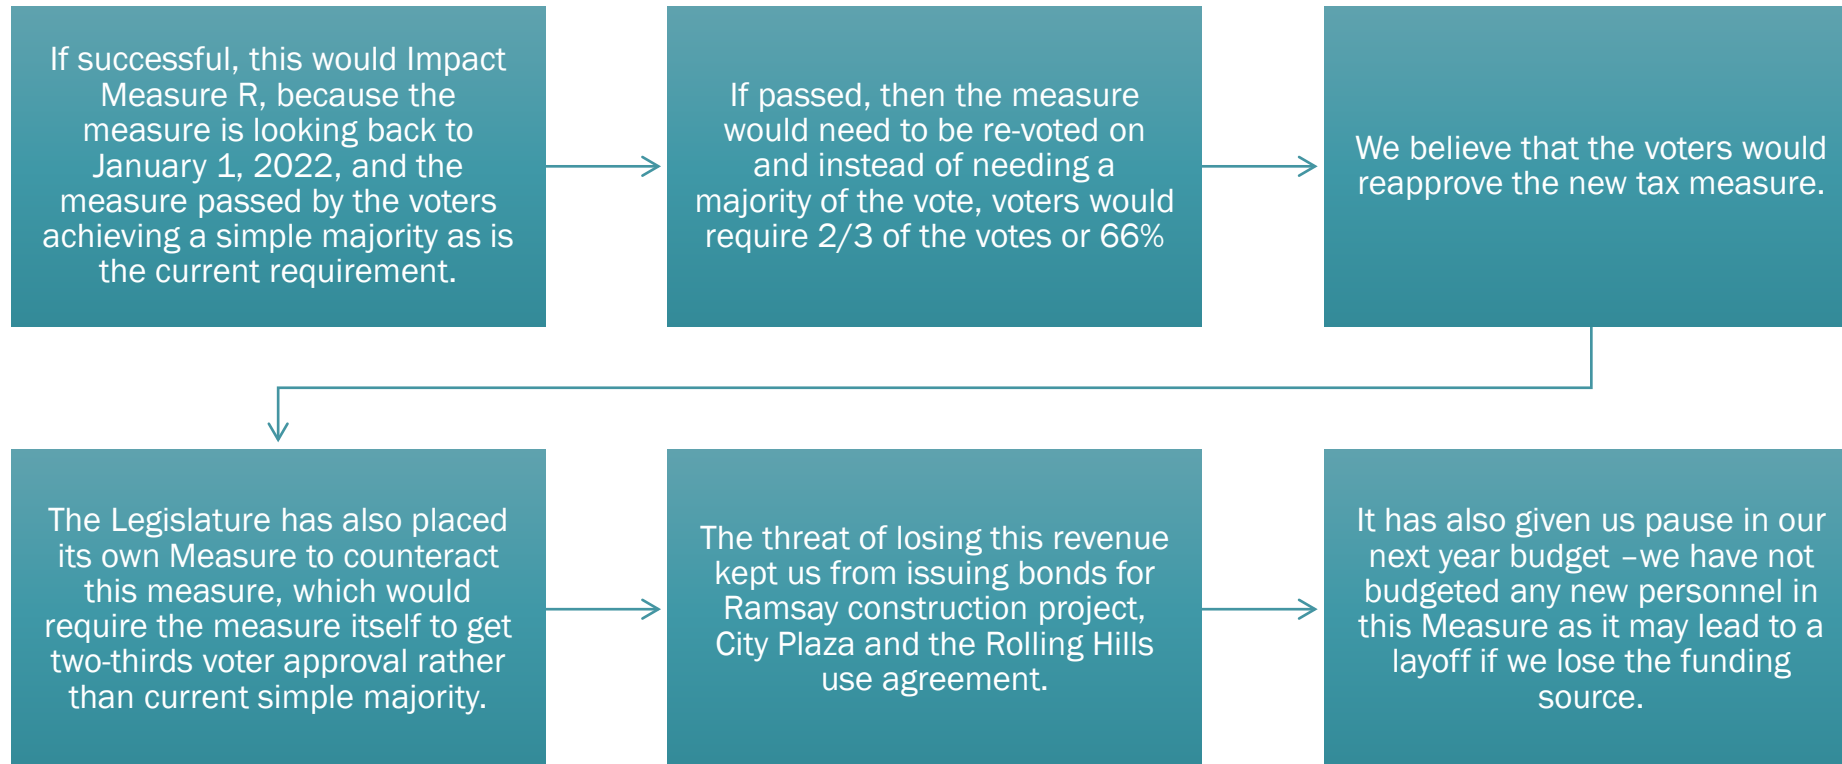 If successful, this would Impact
Measure R, because the
measure is looking back to
January 1, 2022, and the
measure passed by the voters
achieving a simple majority as is
the current requirement.
If passed, then the measure
would need to be re-voted on
and instead of needing a
majority of the vote, voters would
require 2/3 of the votes or 66%
We believe that the voters would
reapprove the new tax measure.
The Legislature has also placed
its own Measure to counteract
this measure, which would
require the measure itself to get
two-thirds voter approval rather
than current simple majority.
The threat of losing this revenue
kept us from issuing bonds for
Ramsay construction project,
City Plaza and the Rolling Hills
use agreement.
It has also given us pause in our
next year budget –we have not
budgeted any new personnel in
this Measure as it may lead to a
layoff if we lose the funding
source.